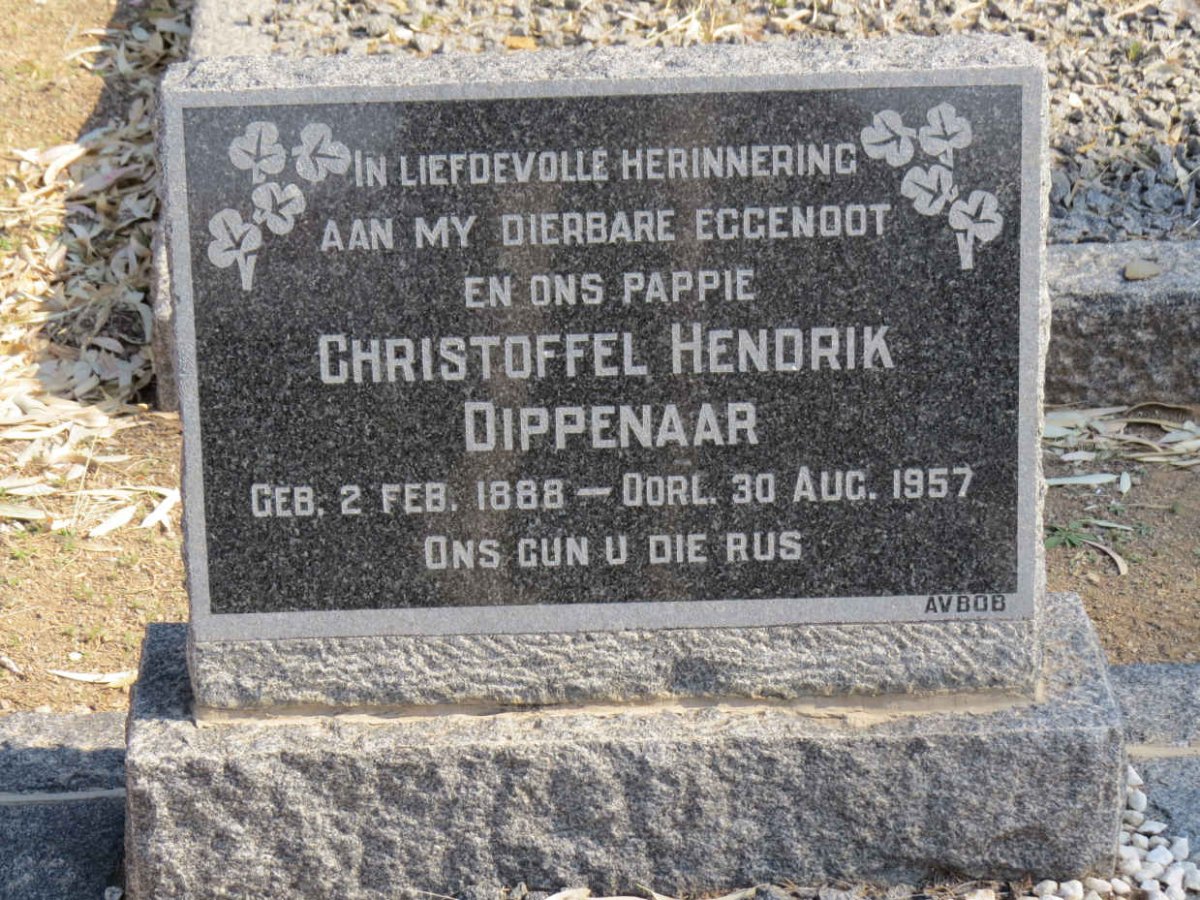 IN LIEFDEVOLLE HERINNERING
AAN MY DIERBARE EGGENOOT
EN ONS PAPPIE
CHRISTOFFEL HENDRIK
DIPPENAAR
GEB. 2 FEB. 1888 — OORL. 30 AUG. 1957
ONS GUN U DIE RUS
AVBOB